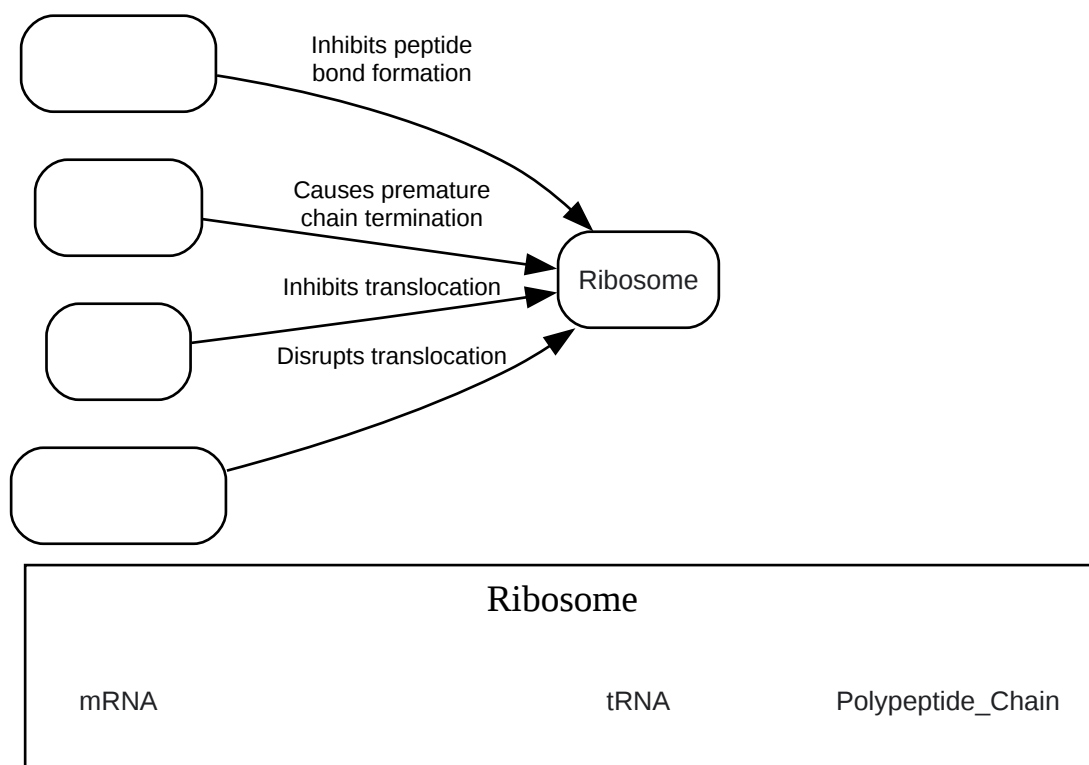 Inhibits peptide
bond formation
Causes premature
chain termination
Ribosome
Inhibits translocation
Disrupts translocation
Ribosome
mRNA
tRNA
Polypeptide_Chain